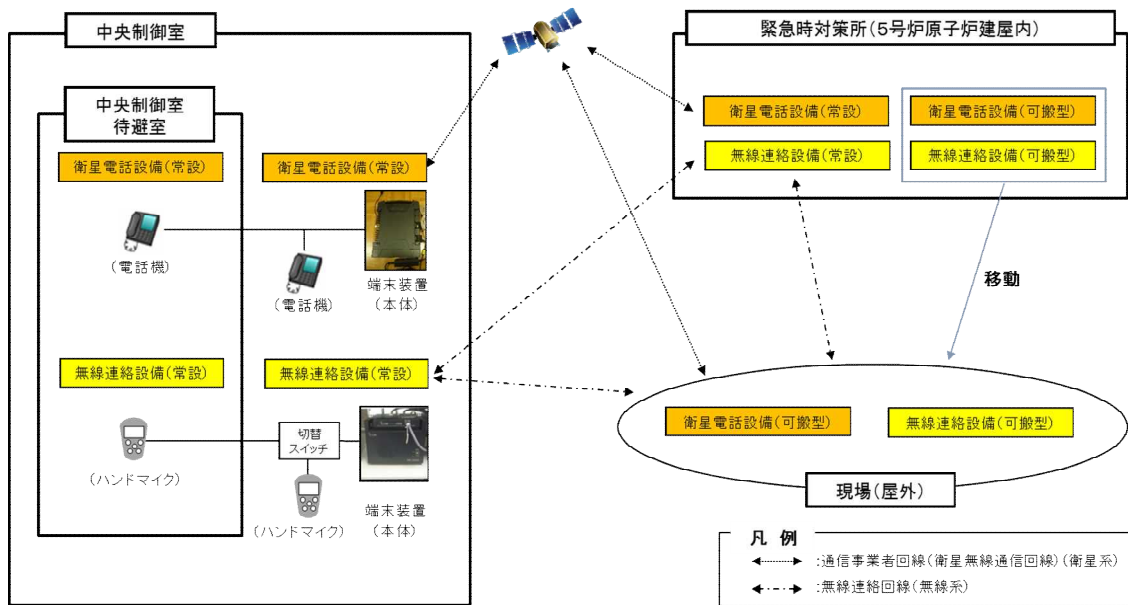 中央制御室
中央制御室
待避室
衛星電話設備(常設)
衛星電話設備(常設)
(電話機)
(電話機)
端末装置
(本体)
無線連絡設備(常設)
無線連絡設備(常設)
切替
スイッチ
(ハンドマイク)
(ハンドマイク)
端末装置
(本体)
緊急時対策所(5号炉原子炉建屋内)
衛星電話設備(常設)
衛星電話設備(可搬型)
無線連絡設備(常設)
無線連絡設備(可搬型)
移動
衛星電話設備(可搬型)
無線連絡設備(可搬型)
現場(屋外)
凡 例
:通信事業者回線(衛星無線通信回線)(衛星系)
:無線連絡回線(無線系)